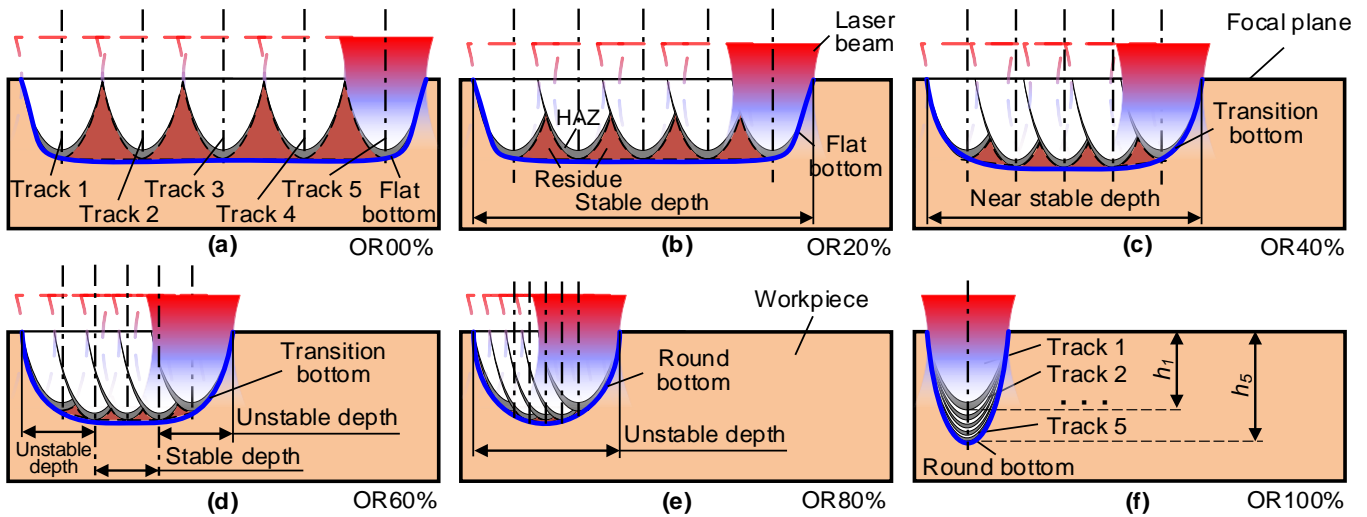 Track 1
Track 2
Track 3
Track 4
Track 5
Flat
bottom
(a)
OR00%
Laser
beam
HAZ
Residue
Flat
bottom
Stable depth
(b)
OR20%
Focal plane
Transition
bottom
Near stable depth
(c)
OR40%
Transition
bottom
Unstable depth
Unstable
depth
Stable depth
(d)
OR60%
Workpiece
Round
bottom
Unstable depth
(e)
OR80%
Track 1
Track 2
. . .
Track 5
Round bottom
h1
h5
(f)
OR100%